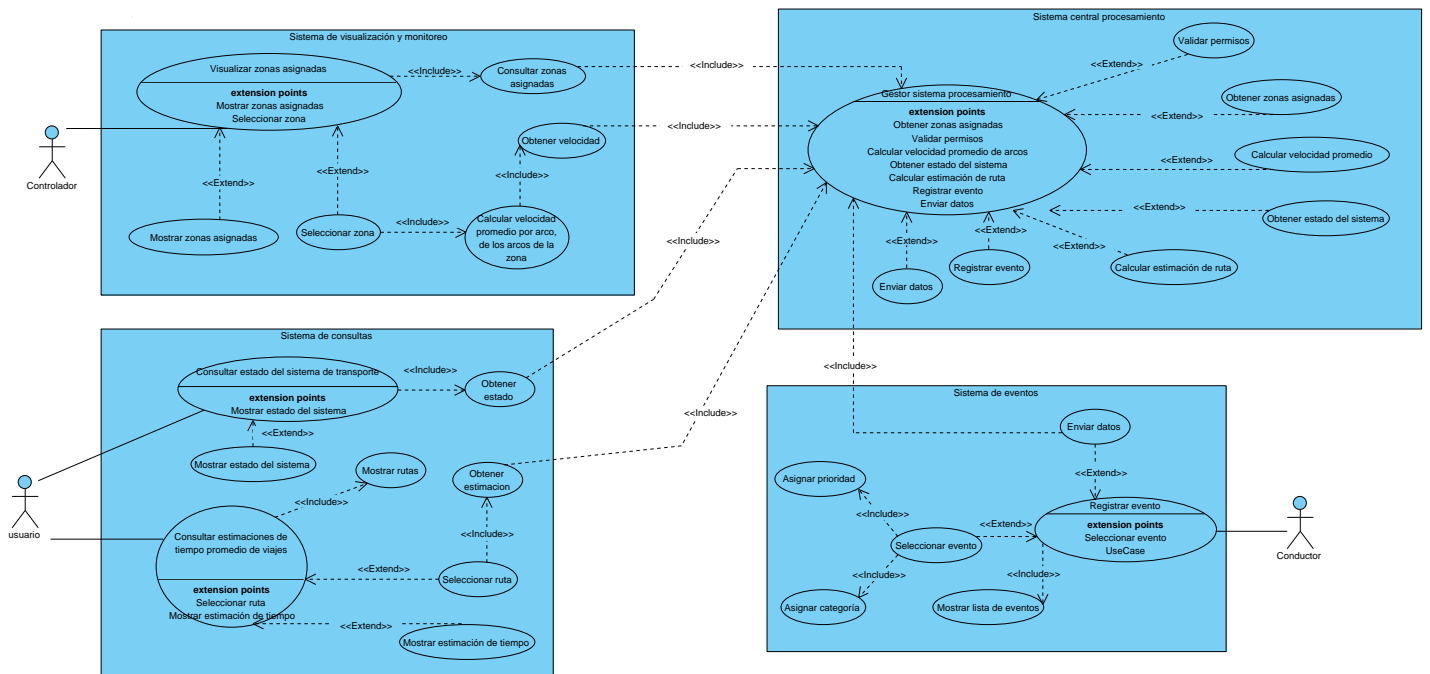 Sistema de visualización y monitoreo
Visualizar zonas asignadas
extension points
Mostrar zonas asignadas
Seleccionar zona
<<Include>>
Consultar zonas
asignadas
<<Include>>
Obtener velocidad
<<Include>>
Controlador
<<Extend>>
<<Extend>>
<<Include>>
Mostrar zonas asignadas
Seleccionar zona
<<Include>>
Calcular velocidad
promedio por arco,
de los arcos de la
zona
Sistema central procesamiento
Validar permisos
<<Extend>>
Gestor sistema procesamiento
extension points
Obtener zonas asignadas
Validar permisos
Calcular velocidad promedio de arcos
Obtener estado del sistema
Calcular estimación de ruta
Registrar evento
Enviar datos
Obtener zonas asignadas
<<Extend>>
Calcular velocidad promedio
<<Extend>>
<<Extend>>
Obtener estado del sistema
<<Extend>>
<<Extend>>
<<Extend>>
Enviar datos
Registrar evento
Calcular estimación de ruta
<<Include>>
<<Include>>
<<Include>>
Sistema de consultas
Consultar estado del sistema de transporte
extension points
Mostrar estado del sistema
<<Include>>
Obtener
estado
<<Extend>>
Mostrar estado del sistema
Mostrar rutas
<<Include>>
Obtener
estimacion
usuario
Consultar estimaciones de
tiempo promedio de viajes
extension points
Seleccionar ruta
Mostrar estimación de tiempo
<<Include>>
<<Extend>>
Seleccionar ruta
<<Extend>>
Mostrar estimación de tiempo
Sistema de eventos
Enviar datos
<<Extend>>
Asignar prioridad
<<Include>>
Registrar evento
extension points
Seleccionar evento
UseCase
<<Extend>>
Seleccionar evento
Conductor
<<Include>>
<<Include>>
Asignar categoría
Mostrar lista de eventos